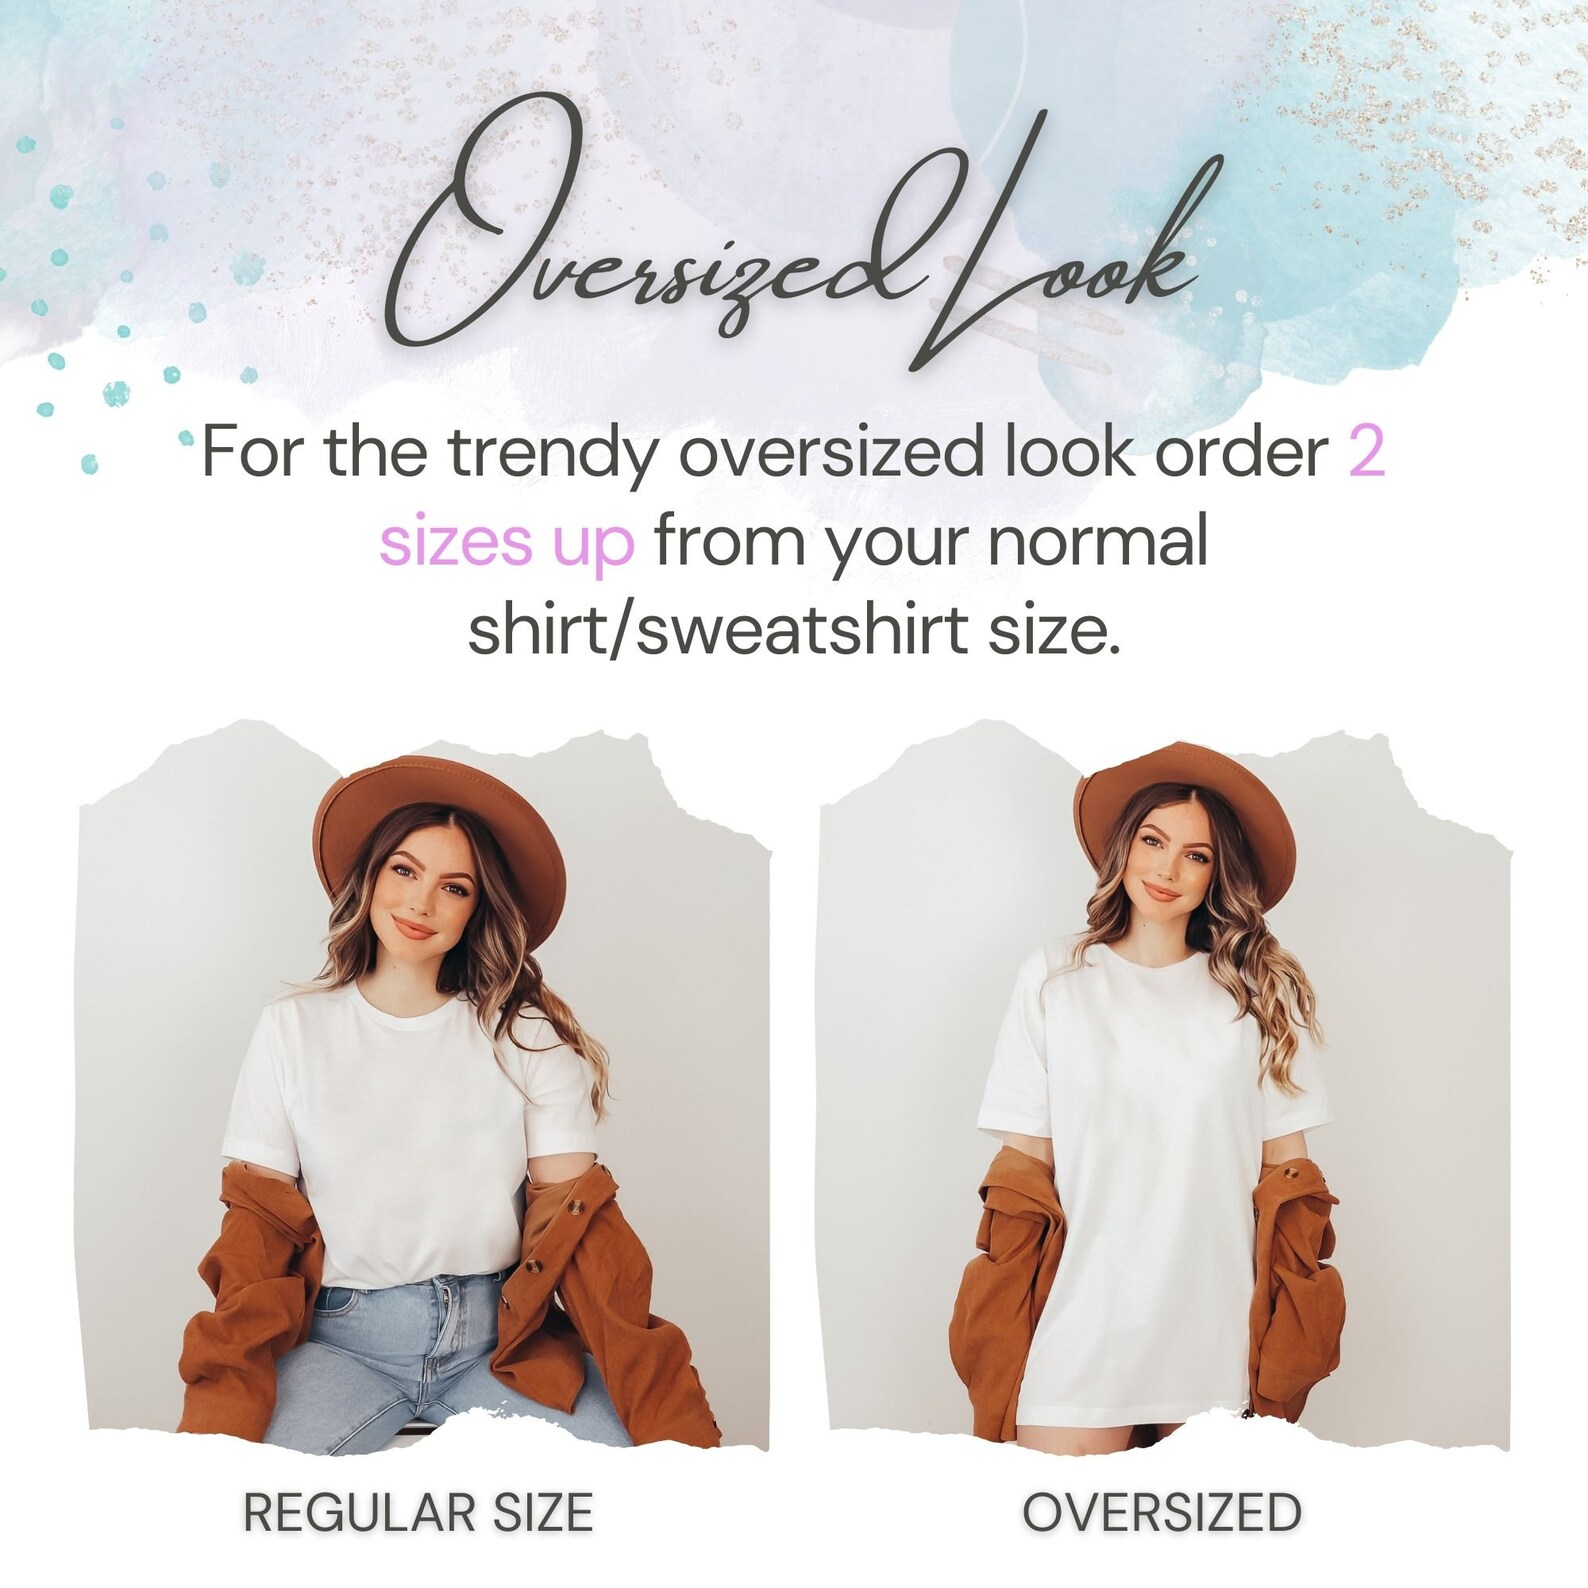 Oversized Look
For the trendy oversized look order 2
sizes up from your normal
shirt/sweatshirt size.
REGULAR SIZE
OVERSIZED